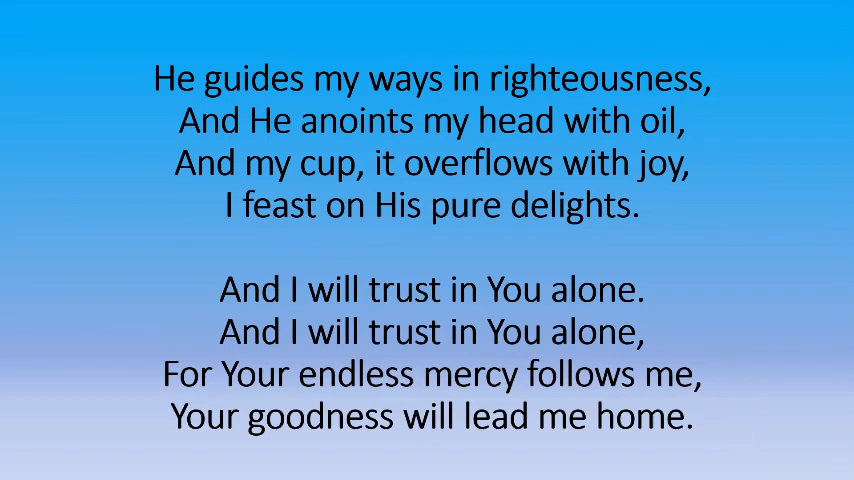 He guides my ways in righteousness,
And He anoints my head with oil,
And my cup, it overflows with joy,
I feast on His pure delights.
And I will trust in You alone.
And I will trust in You alone,
For Your endless mercy follows me,
Your goodness will lead me home.